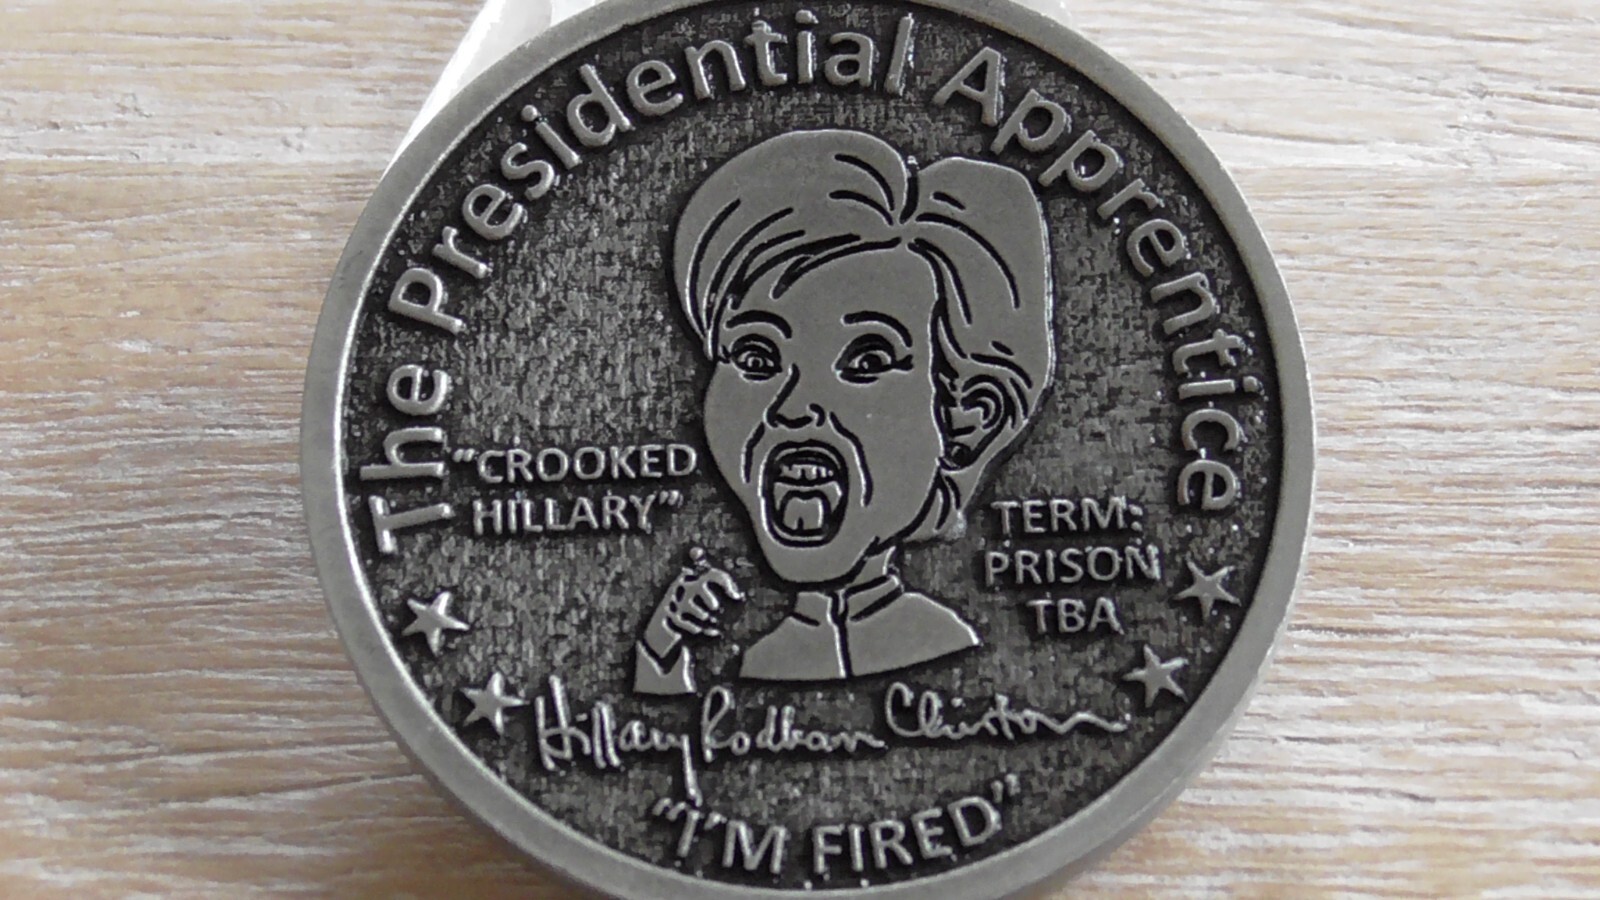 The Presidential Apprentice
"CROOKED
HILLARY"
TERM:
PRISON
TBA
Hillary Rodham Clinton
"I'M FIRED"